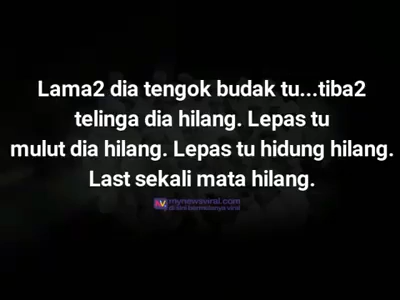 Lama2 dia tengok budak tu...tiba2
telinga dia hilang. Lepas tu
mulut dia hilang. Lepas tu hidung hilang.
Last sekali mata hilang.
mynewsviral.com